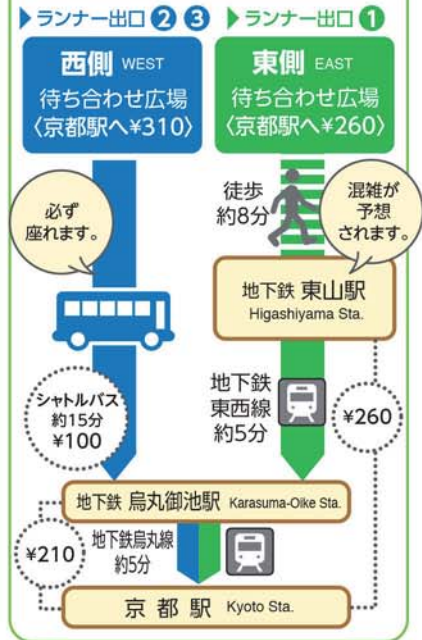 ▶ランナー出口 ② ③
西側 WEST
待ち合わせ広場
〈京都駅へ¥310〉
必ず
座れます。
シャトルバス
約15分
¥100
▶ランナー出口 ①
東側 EAST
待ち合わせ広場
〈京都駅へ¥260〉
徒歩
約8分
混雑が
予想
されます。
地下鉄 東山駅
Higashiyama Sta.
地下鉄
東西線
約5分
¥260
地下鉄 烏丸御池駅 Karasuma-Oike Sta.
¥210
地下鉄烏丸線
約5分
京都駅 Kyoto Sta.